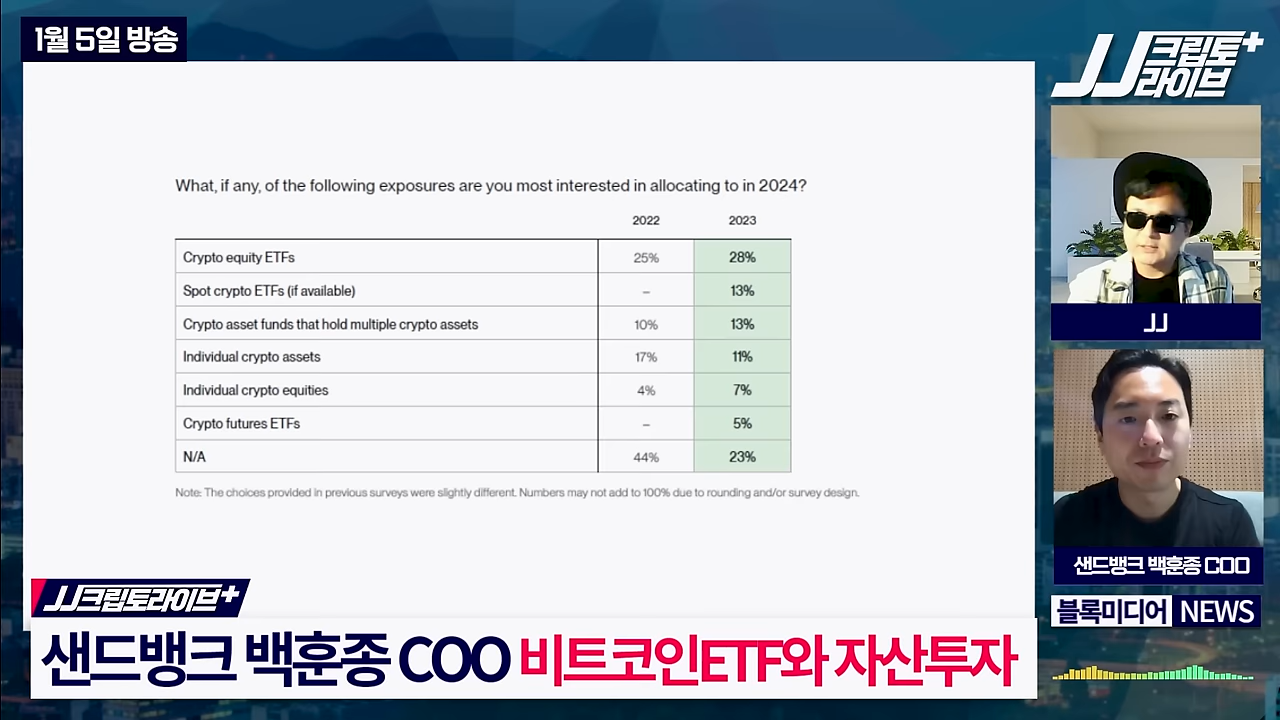 1월 5일 방송
JJ 크립토+
라이브
What, if any, of the following exposures are you most interested in allocating to in 2024?
2022 2023
Crypto equity ETFs 25% 28%
Spot crypto ETFs (if available) – 13%
Crypto asset funds that hold multiple crypto assets 10% 13%
Individual crypto assets 17% 11%
Individual crypto equities 4% 7%
Crypto futures ETFs – 5%
N/A 44% 23%
Note: The choices provided in previous surveys were slightly different. Numbers may not add to 100% due to rounding and/or survey design.
JJ
샌드뱅크 백훈종 COO
블록미디어 NEWS
JJ크립토라이브+
샌드뱅크 백훈종 COO 비트코인ETF와 자산투자